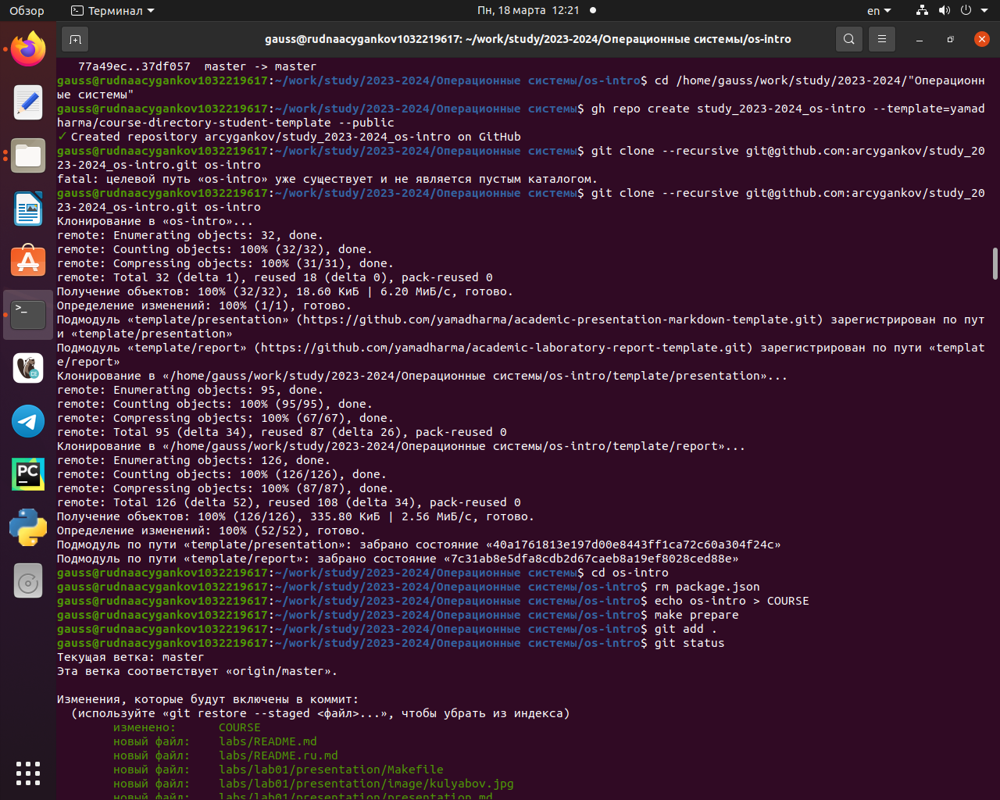 Обзор Терминал Пн, 18 марта 12:21 en
gauss@rudnaacygankov1032219617: ~/work/study/2023-2024/Операционные системы/os-intro
77a49ec..37df057  master -> master
gauss@rudnaacygankov1032219617:~/work/study/2023-2024/Операционные системы/os-intro$ cd /home/gauss/work/study/2023-2024/"Операционн
ые системы"
gauss@rudnaacygankov1032219617:~/work/study/2023-2024/Операционные системы$ gh repo create study_2023-2024_os-intro --template=yamad
harma/course-directory-student-template --public
✓ Created repository arcygankov/study_2023-2024_os-intro on GitHub
gauss@rudnaacygankov1032219617:~/work/study/2023-2024/Операционные системы$ git clone --recursive git@github.com:arcygankov/study_20
23-2024_os-intro.git os-intro
fatal: целевой путь «os-intro» уже существует и не является пустым каталогом.
gauss@rudnaacygankov1032219617:~/work/study/2023-2024/Операционные системы$ git clone --recursive git@github.com:arcygankov/study_20
23-2024_os-intro.git os-intro
Клонирование в «os-intro»...
remote: Enumerating objects: 32, done.
remote: Counting objects: 100% (32/32), done.
remote: Compressing objects: 100% (31/31), done.
remote: Total 32 (delta 1), reused 18 (delta 0), pack-reused 0
Получение объектов: 100% (32/32), 18.60 КиБ | 6.20 МиБ/с, готово.
Определение изменений: 100% (1/1), готово.
Подмодуль «template/presentation» (https://github.com/yamadharma/academic-presentation-markdown-template.git) зарегистрирован по пут
и «template/presentation»
Подмодуль «template/report» (https://github.com/yamadharma/academic-laboratory-report-template.git) зарегистрирован по пути «templat
e/report»
Клонирование в «/home/gauss/work/study/2023-2024/Операционные системы/os-intro/template/presentation»...
remote: Enumerating objects: 95, done.
remote: Counting objects: 100% (95/95), done.
remote: Compressing objects: 100% (67/67), done.
remote: Total 95 (delta 34), reused 87 (delta 26), pack-reused 0
Клонирование в «/home/gauss/work/study/2023-2024/Операционные системы/os-intro/template/report»...
remote: Enumerating objects: 126, done.
remote: Counting objects: 100% (126/126), done.
remote: Compressing objects: 100% (87/87), done.
remote: Total 126 (delta 52), reused 108 (delta 34), pack-reused 0
Получение объектов: 100% (126/126), 335.80 КиБ | 2.56 МиБ/с, готово.
Определение изменений: 100% (52/52), готово.
Подмодуль по пути «template/presentation»: забрано состояние «40a1761813e197d00e8443ff1ca72c60a304f24c»
Подмодуль по пути «template/report»: забрано состояние «7c31ab8e5dfa8cdb2d67caeb8a19ef8028ced88e»
gauss@rudnaacygankov1032219617:~/work/study/2023-2024/Операционные системы$ cd os-intro
gauss@rudnaacygankov1032219617:~/work/study/2023-2024/Операционные системы/os-intro$ rm package.json
gauss@rudnaacygankov1032219617:~/work/study/2023-2024/Операционные системы/os-intro$ echo os-intro > COURSE
gauss@rudnaacygankov1032219617:~/work/study/2023-2024/Операционные системы/os-intro$ make prepare
gauss@rudnaacygankov1032219617:~/work/study/2023-2024/Операционные системы/os-intro$ git add .
gauss@rudnaacygankov1032219617:~/work/study/2023-2024/Операционные системы/os-intro$ git status
Текущая ветка: master
Эта ветка соответствует «origin/master».
Изменения, которые будут включены в коммит:
(используйте «git restore --staged <файл>...», чтобы убрать из индекса)
изменено:      COURSE
новый файл:    labs/README.md
новый файл:    labs/README.ru.md
новый файл:    labs/lab01/presentation/Makefile
новый файл:    labs/lab01/presentation/image/kulyabov.jpg
новый файл:    labs/lab01/presentation/presentation.md